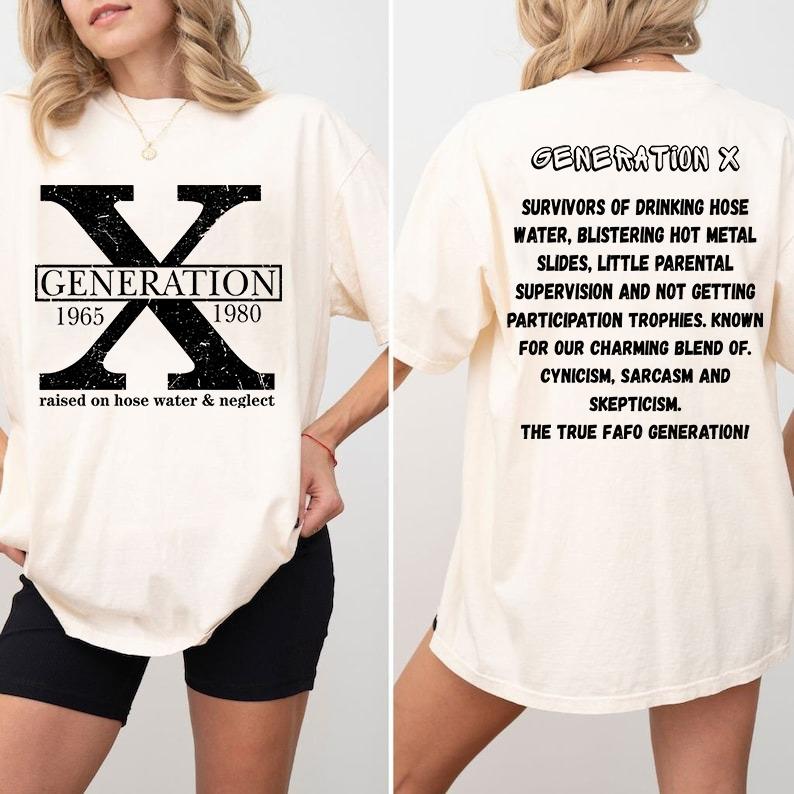 X
GENERATION
1965 1980
raised on hose water & neglect
GENERATION X
SURVIVORS OF DRINKING HOSE
WATER, BLISTERING HOT METAL
SLIDES, LITTLE PARENTAL
SUPERVISION AND NOT GETTING
PARTICIPATION TROPHIES. KNOWN
FOR OUR CHARMING BLEND OF.
CYNICISM, SARCASM AND
SKEPTICISM.
THE TRUE FAFO GENERATION!